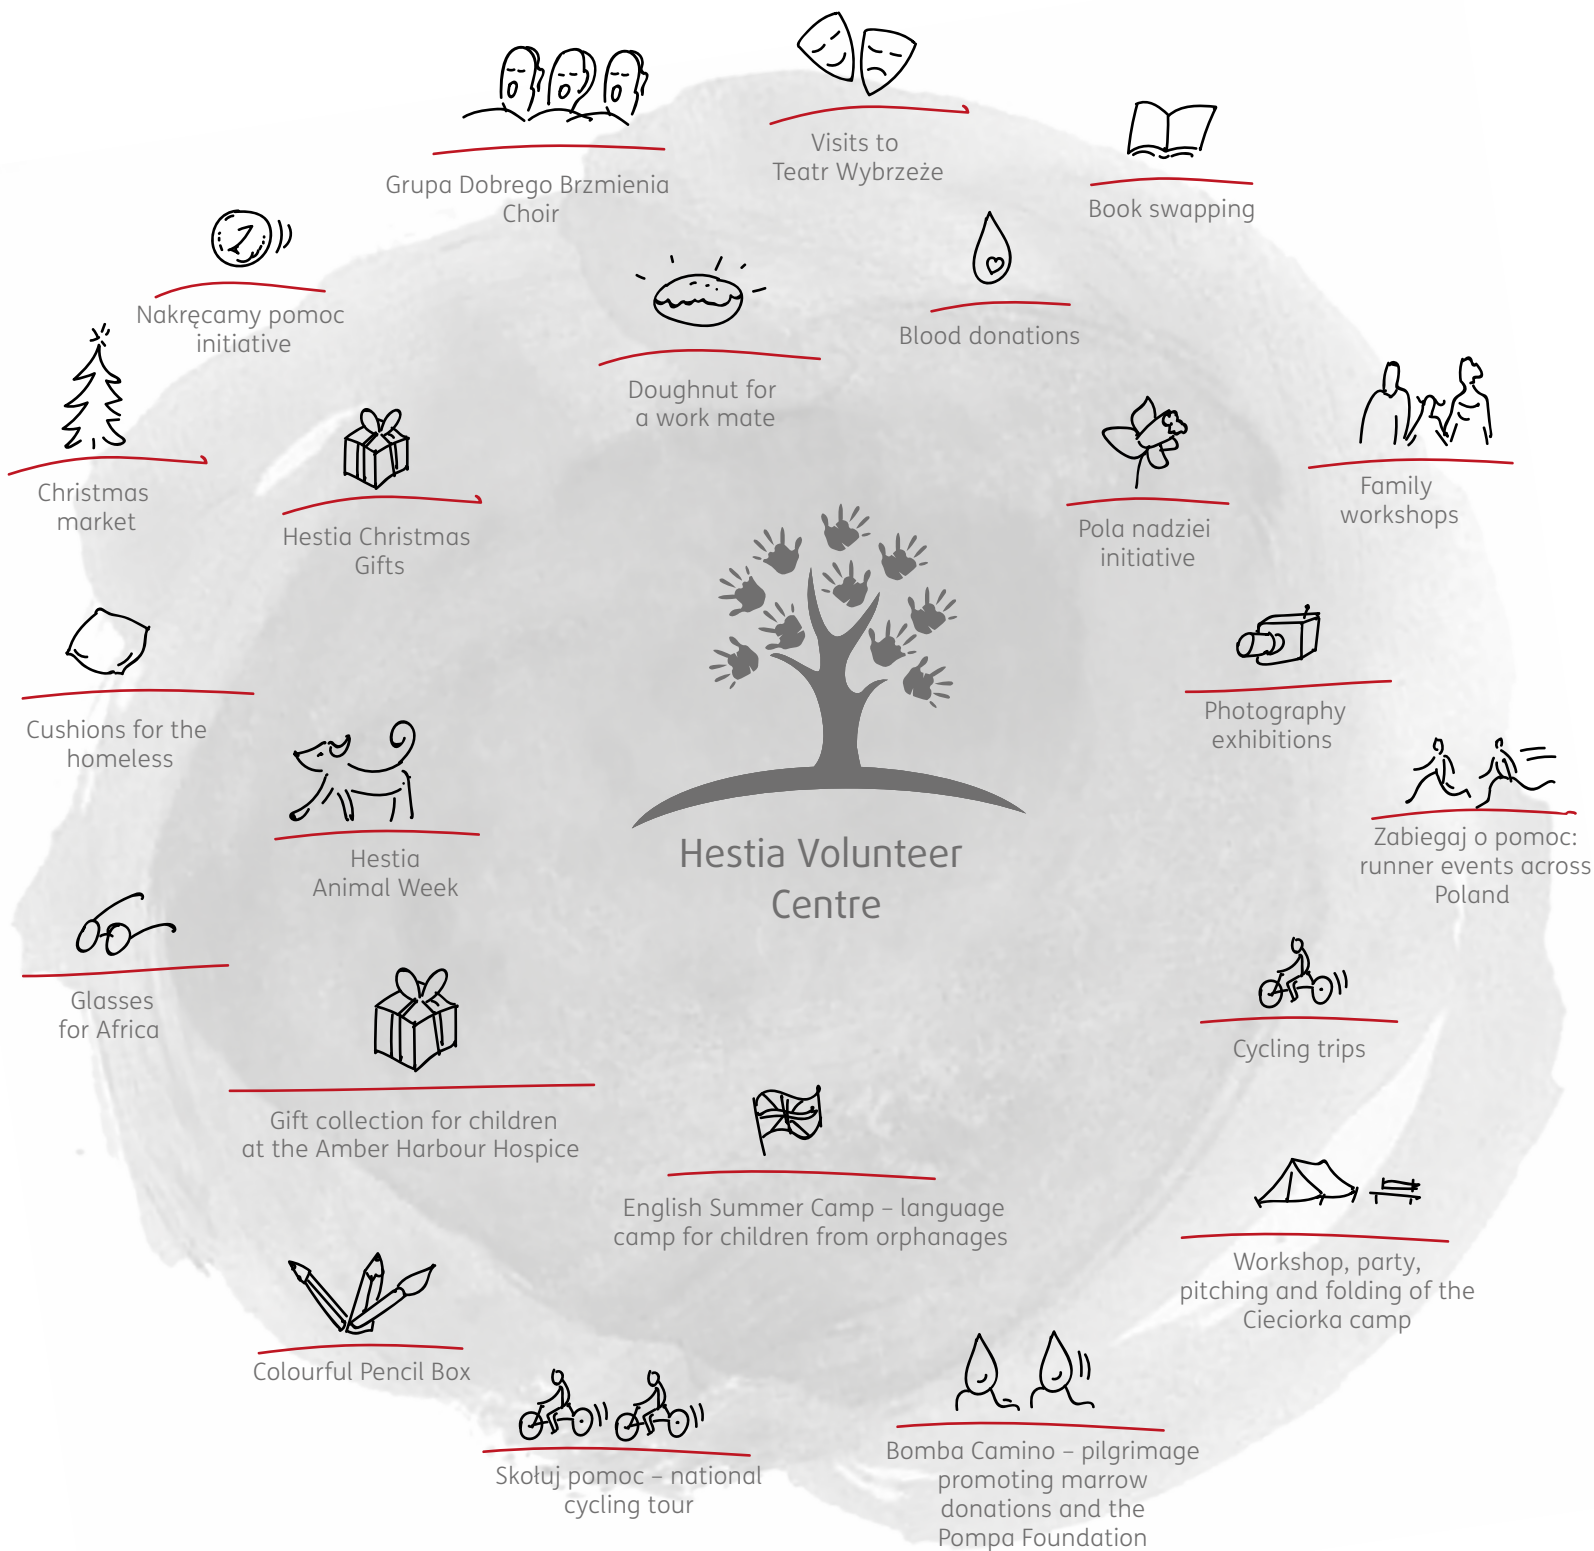 Visits to
Teatr Wybrzeże
Grupa Dobrego Brzmienia
Choir
Book swapping
Nakręcamy pomoc
initiative
Blood donations
Doughnut for
a work mate
Christmas
market
Hestia Christmas
Gifts
Pola nadziei
initiative
Family
workshops
Cushions for the
homeless
Photography
exhibitions
Hestia
Animal Week
Hestia Volunteer
Centre
Zabiegaj o pomoc:
runner events across
Poland
Glasses
for Africa
Cycling trips
Gift collection for children
at the Amber Harbour Hospice
English Summer Camp – language
camp for children from orphanages
Workshop, party,
pitching and folding of the
Cieciorka camp
Colourful Pencil Box
Skołuj pomoc – national
cycling tour
Bomba Camino – pilgrimage
promoting marrow
donations and the
Pompa Foundation